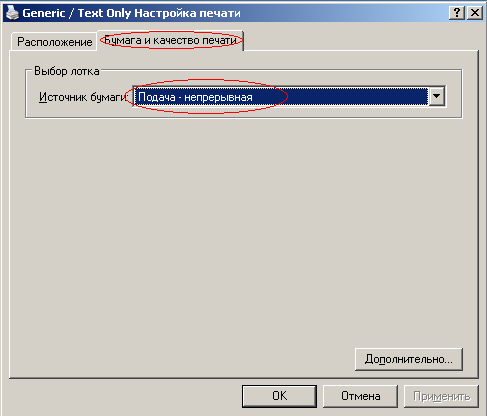 Generic / Text Only Настройка печати
Расположение Бумага и качество печати
Выбор лотка
Источник бумаги: Подача - непрерывная
Дополнительно...
OK Отмена Применить